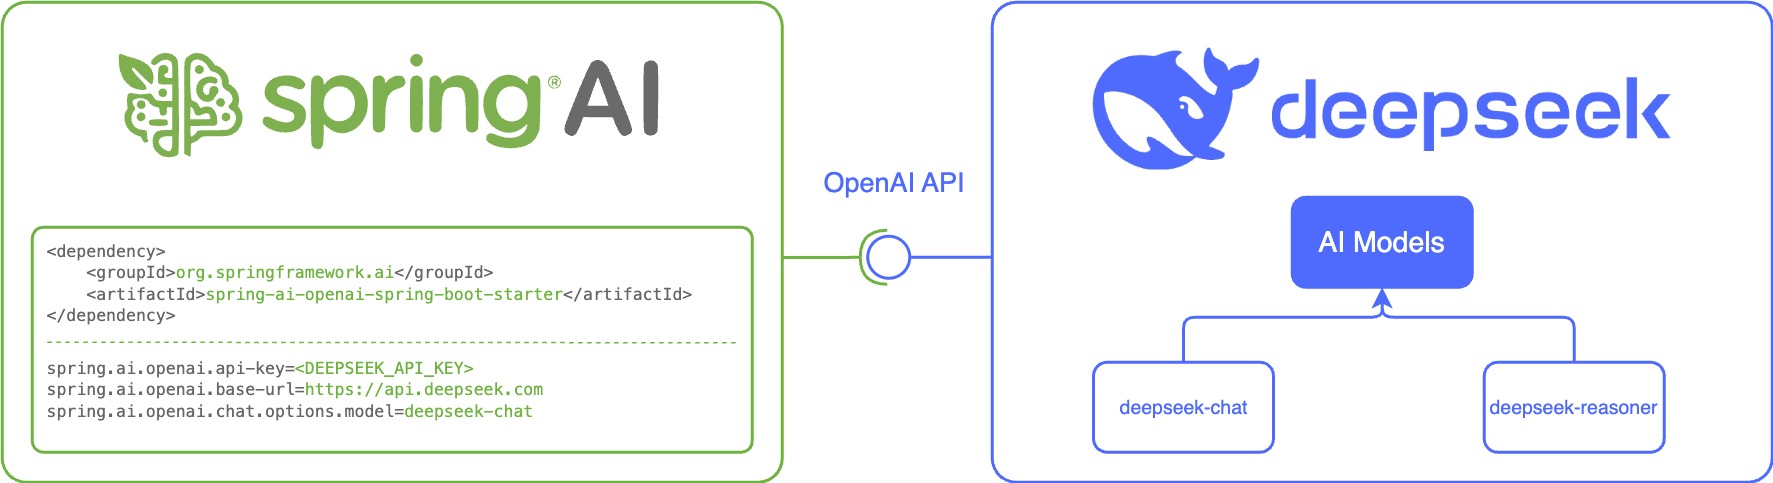 spring® AI
<dependency>
    <groupId>org.springframework.ai</groupId>
    <artifactId>spring-ai-openai-spring-boot-starter</artifactId>
</dependency>
spring.ai.openai.api-key=<DEEPSEEK_API_KEY>
spring.ai.openai.base-url=https://api.deepseek.com
spring.ai.openai.chat.options.model=deepseek-chat
OpenAI API
deepseek
AI Models
deepseek-chat
deepseek-reasoner